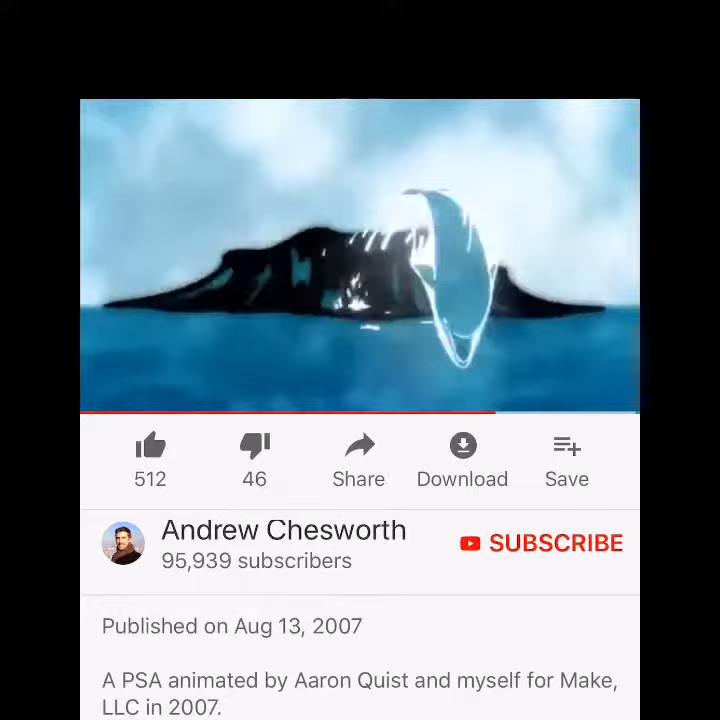 512 46 Share Download Save
Andrew Chesworth
95,939 subscribers
SUBSCRIBE
Published on Aug 13, 2007
A PSA animated by Aaron Quist and myself for Make,
LLC in 2007.